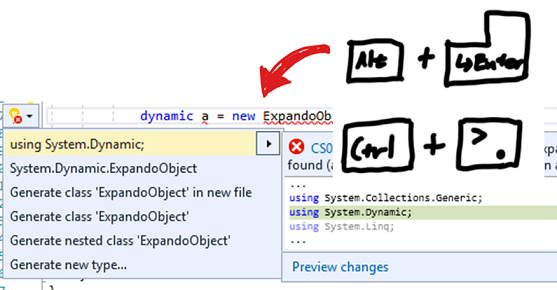 Alt + ↳Enter
dynamic a = new ExpandoOb
Ctrl + > .
using System.Dynamic;
System.Dynamic.ExpandoObject
Generate class 'ExpandoObject' in new file
Generate class 'ExpandoObject'
Generate nested class 'ExpandoObject'
Generate new type...
CS0
found (a
...
using System.Collections.Generic;
using System.Dynamic;
using System.Linq;
...
Preview changes